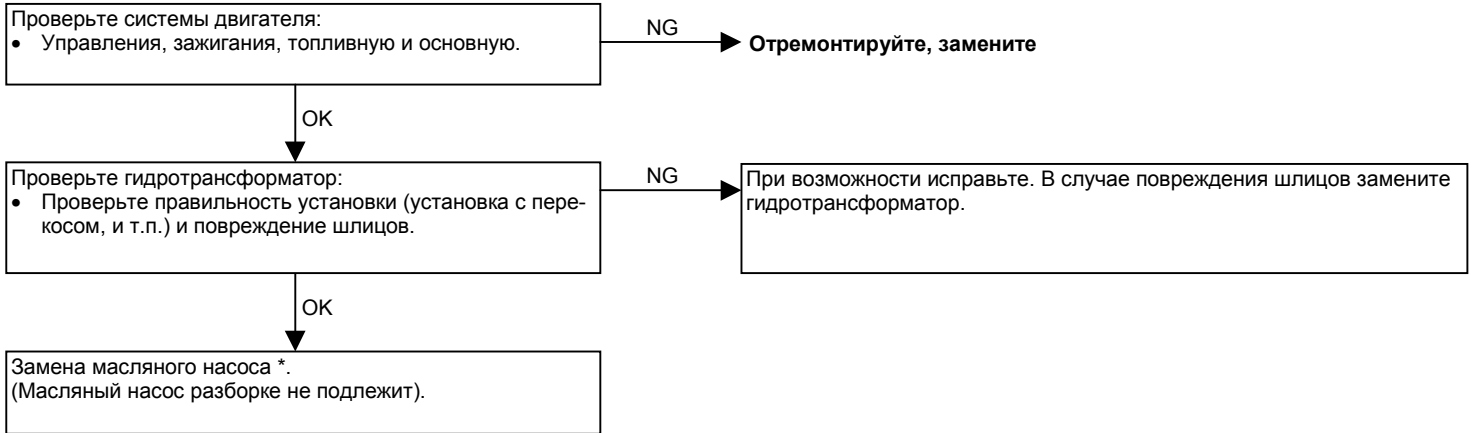 Проверьте системы двигателя:
• Управления, зажигания, топливную и основную.
NG
Отремонтируйте, замените
OK
Проверьте гидротрансформатор:
• Проверьте правильность установки (установка с пере-
косом, и т.п.) и повреждение шлицов.
NG
При возможности исправьте. В случае повреждения шлицов замените
гидротрансформатор.
OK
Замена масляного насоса *.
(Масляный насос разборке не подлежит).